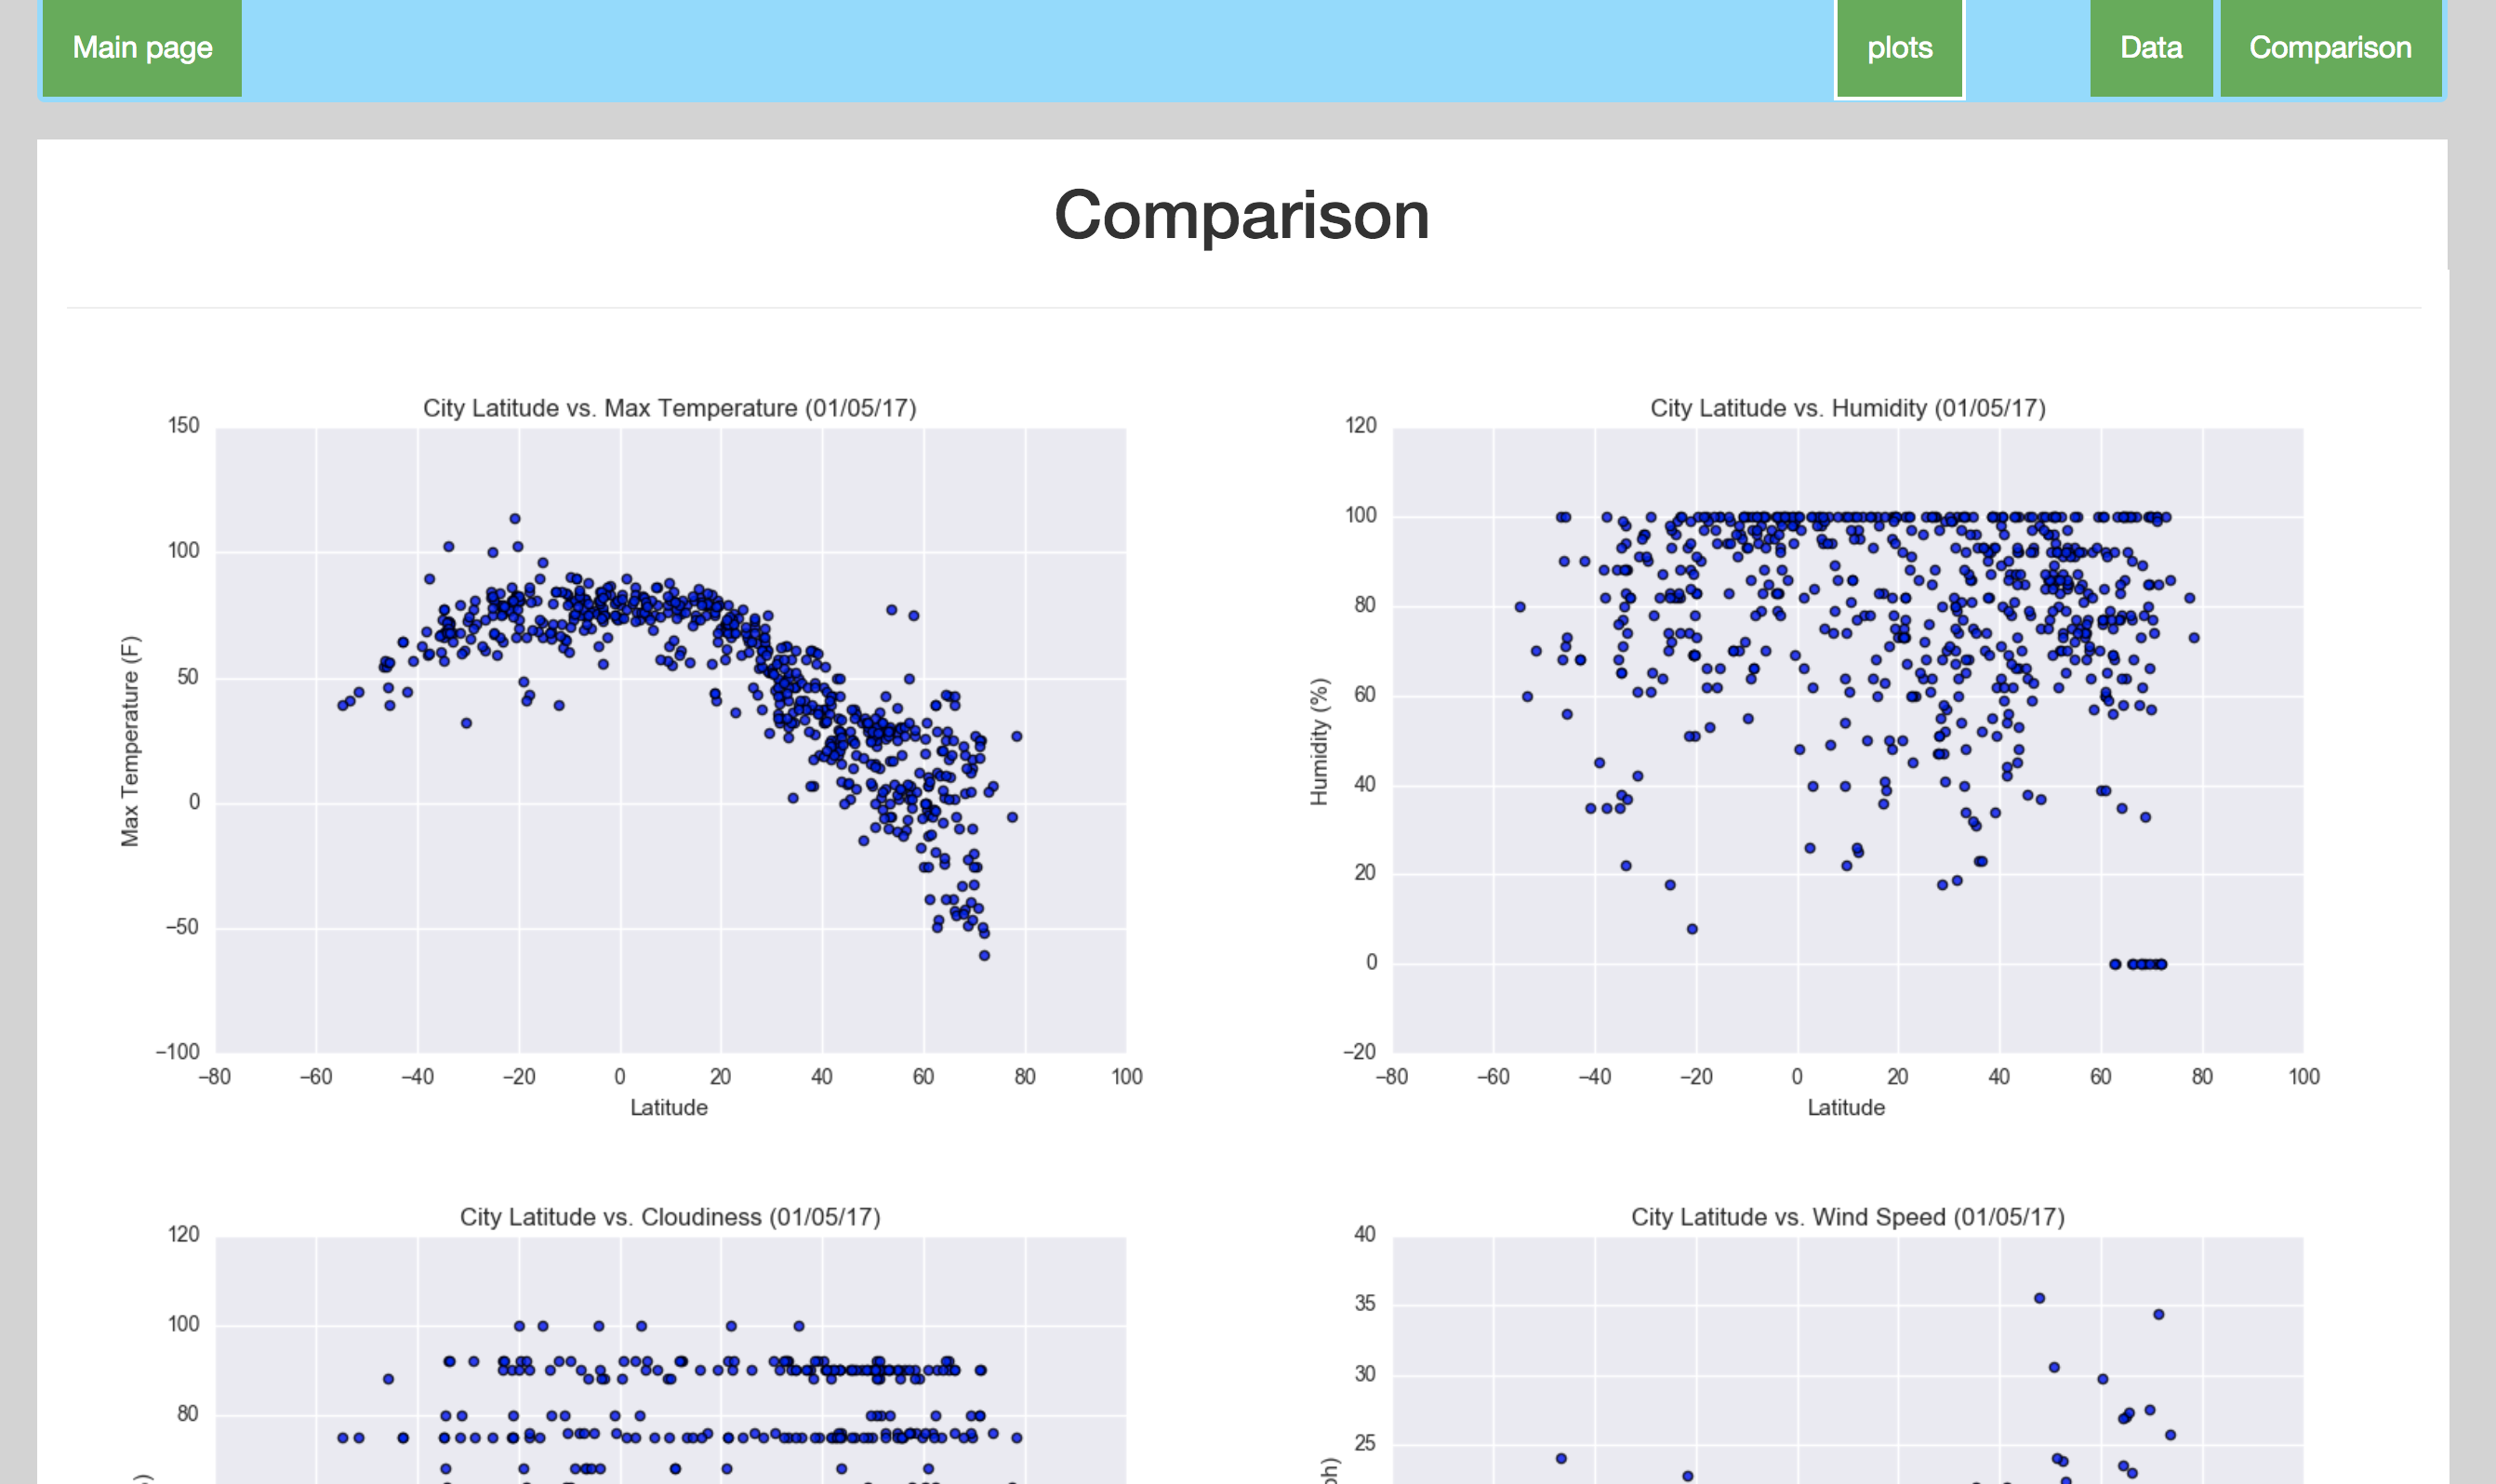 Main page
plots
Data
Comparison
Comparison
City Latitude vs. Max Temperature (01/05/17)
150
100
50
0
−50
−100
Max Temperature (F)
−80 −60 −40 −20 0 20 40 60 80 100
Latitude
City Latitude vs. Humidity (01/05/17)
120
100
80
60
40
20
0
−20
Humidity (%)
−80 −60 −40 −20 0 20 40 60 80 100
Latitude
City Latitude vs. Cloudiness (01/05/17)
120
100
80
City Latitude vs. Wind Speed (01/05/17)
40
35
30
25